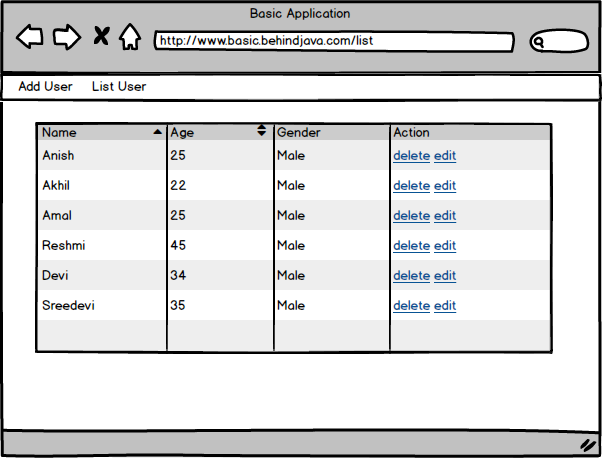 Basic Application
http://www.basic.behindjava.com/list
Add User List User
Name Age Gender Action
Anish 25 Male delete edit
Akhil 22 Male delete edit
Amal 25 Male delete edit
Reshmi 45 Male delete edit
Devi 34 Male delete edit
Sreedevi 35 Male delete edit